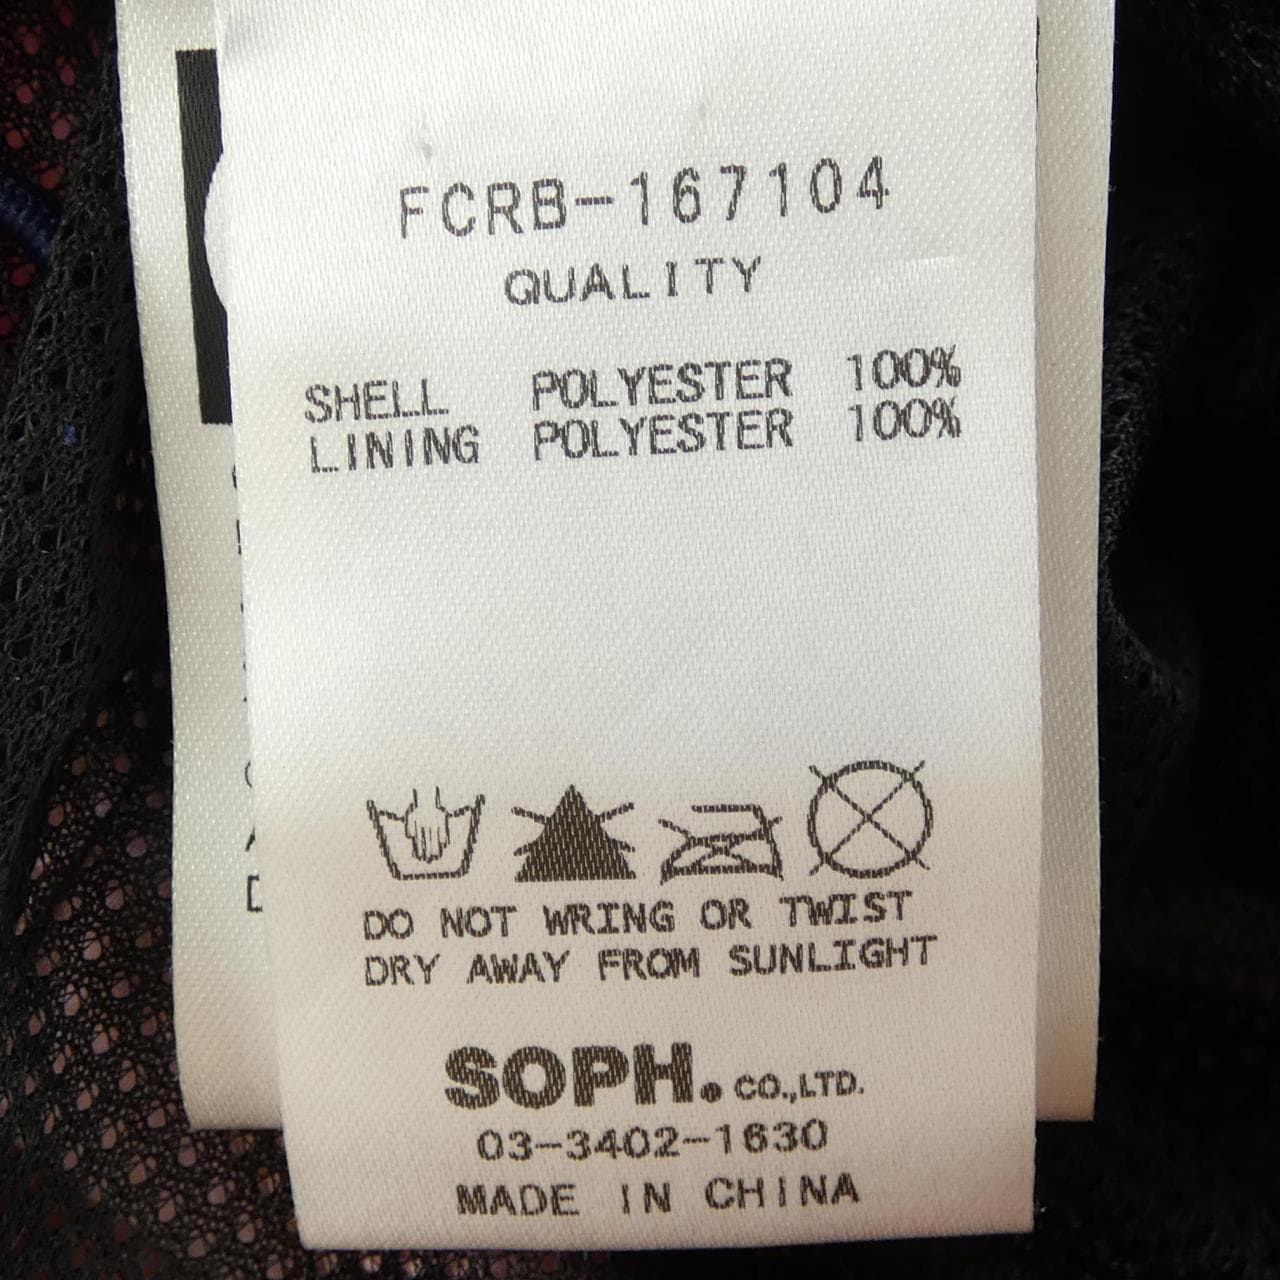 FCRB-167104
QUALITY
SHELL POLYESTER 100%
LINING POLYESTER 100%
DO NOT WRING OR TWIST
DRY AWAY FROM SUNLIGHT
SOPH. CO.,LTD.
03-3402-1630
MADE IN CHINA